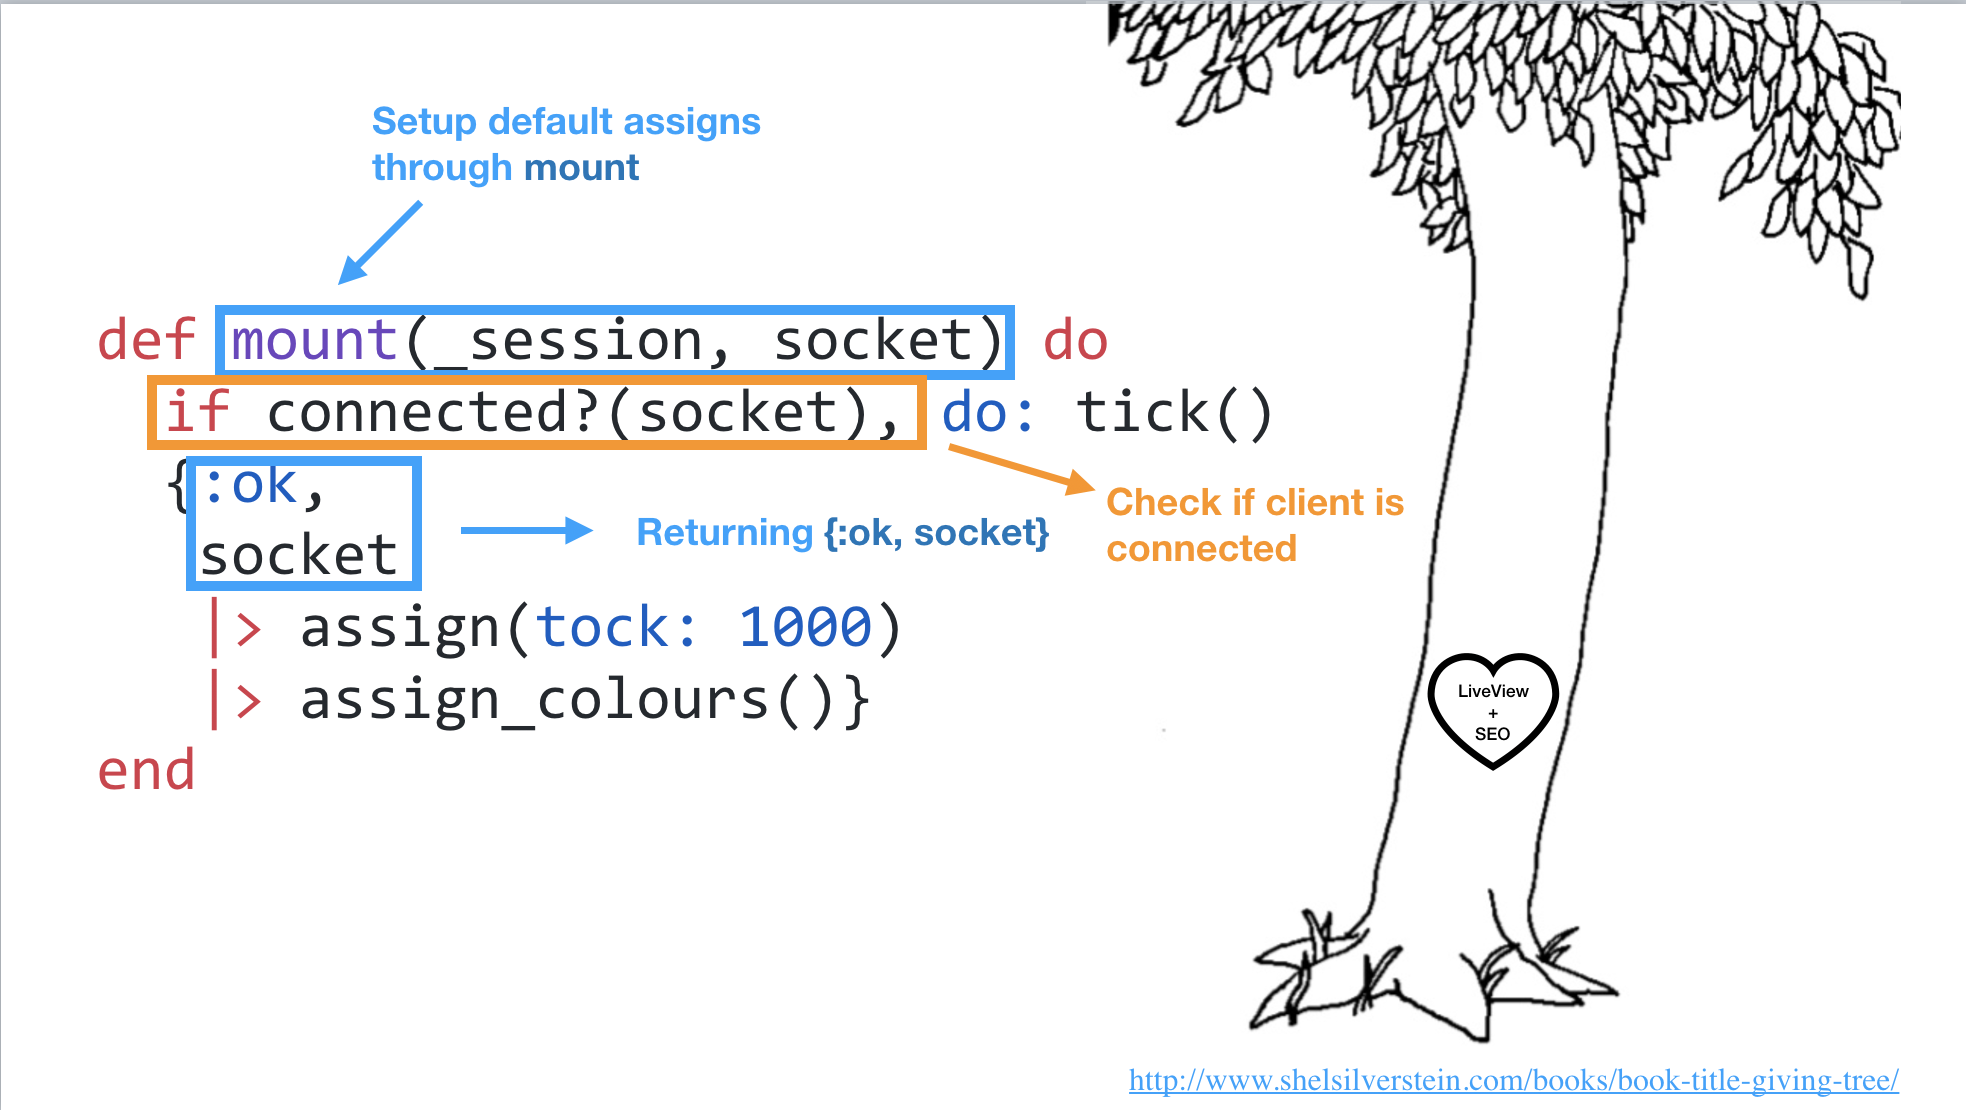 Setup default assigns
through mount
def mount(_session, socket) do
if connected?(socket), do: tick()
{:ok,
socket
Returning {:ok, socket}
Check if client is
connected
|> assign(tock: 1000)
|> assign_colours()}
end
LiveView
+
SEO
http://www.shelsilverstein.com/books/book-title-giving-tree/